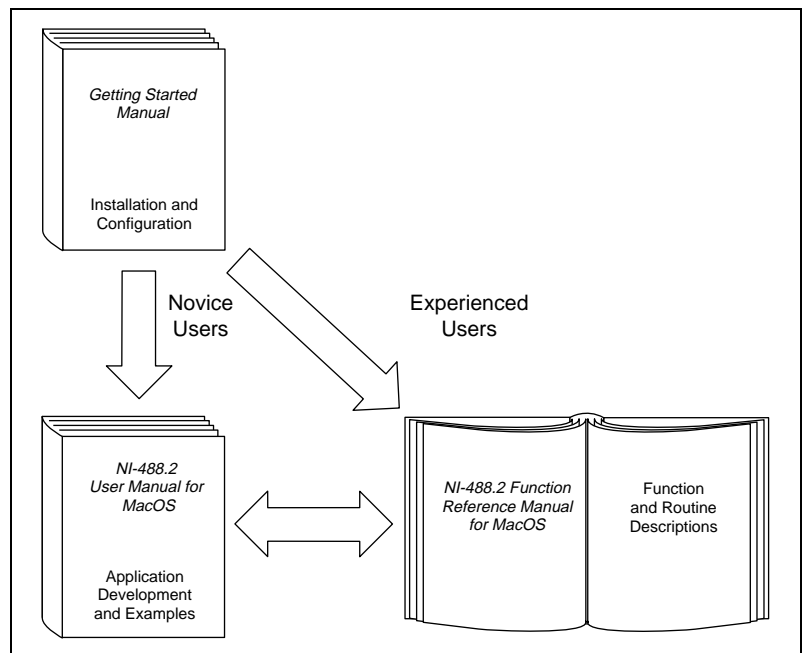 Getting Started
Manual
Installation and
Configuration
Novice
Users
Experienced
Users
NI-488.2
User Manual for
MacOS
Application
Development
and Examples
NI-488.2 Function
Reference Manual
for MacOS
Function
and Routine
Descriptions